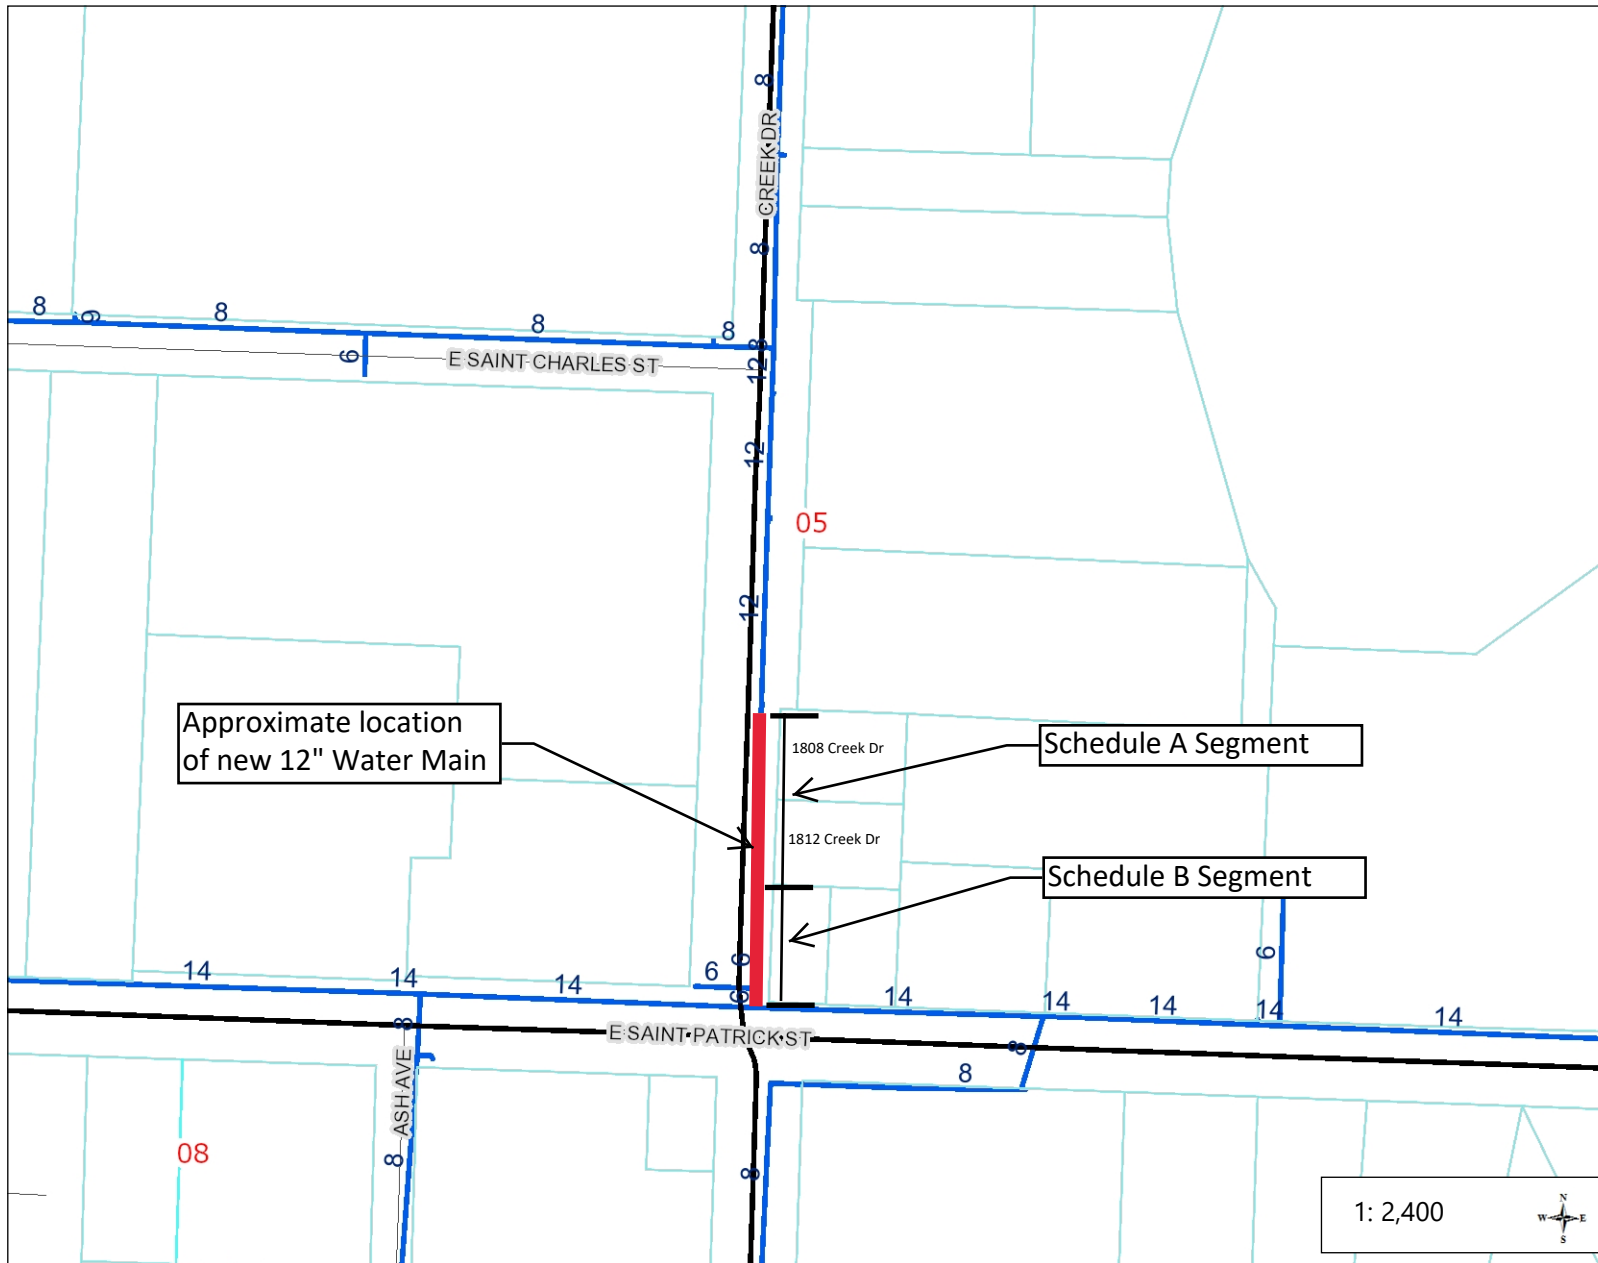 8
CREEK DR
8
8
6
8
8
8
8
12
6
E SAINT CHARLES ST
12
05
12
Approximate location
of new 12" Water Main
1808 Creek Dr
Schedule A Segment
1812 Creek Dr
Schedule B Segment
14
14
14
6
6
6
14
14
14
14
14
6
E SAINT PATRICK ST
8
ASH AVE
8
8
8
08
8
1: 2,400
N
W
E
S